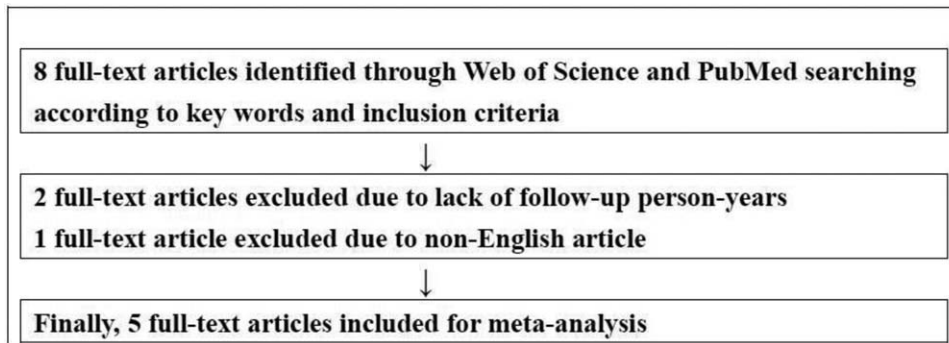 8 full-text articles identified through Web of Science and PubMed searching
according to key words and inclusion criteria
↓
2 full-text articles excluded due to lack of follow-up person-years
1 full-text article excluded due to non-English article
↓
Finally, 5 full-text articles included for meta-analysis